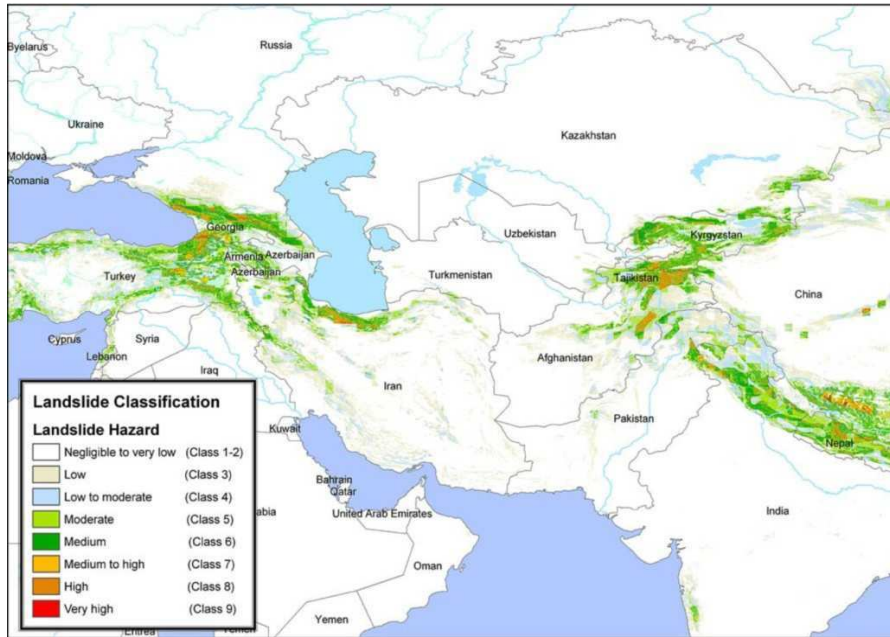 Byelarus
Russia
Ukraine
Kazakhstan
Moldova
Romania
Georgia
Uzbekistan
Kyrgyzstan
Armenia
Azerbaijan
Azerbaijan
Turkey
Turkmenistan
Tajikistan
China
Cyprus
Syria
Lebanon
Afghanistan
Iraq
Iran
Pakistan
Kuwait
Nepal
Bahrain
Qatar
United Arab Emirates
India
abia
Oman
Yemen
Eritrea
Landslide Classification
Landslide Hazard
Negligible to very low (Class 1-2)
Low (Class 3)
Low to moderate (Class 4)
Moderate (Class 5)
Medium (Class 6)
Medium to high (Class 7)
High (Class 8)
Very high (Class 9)